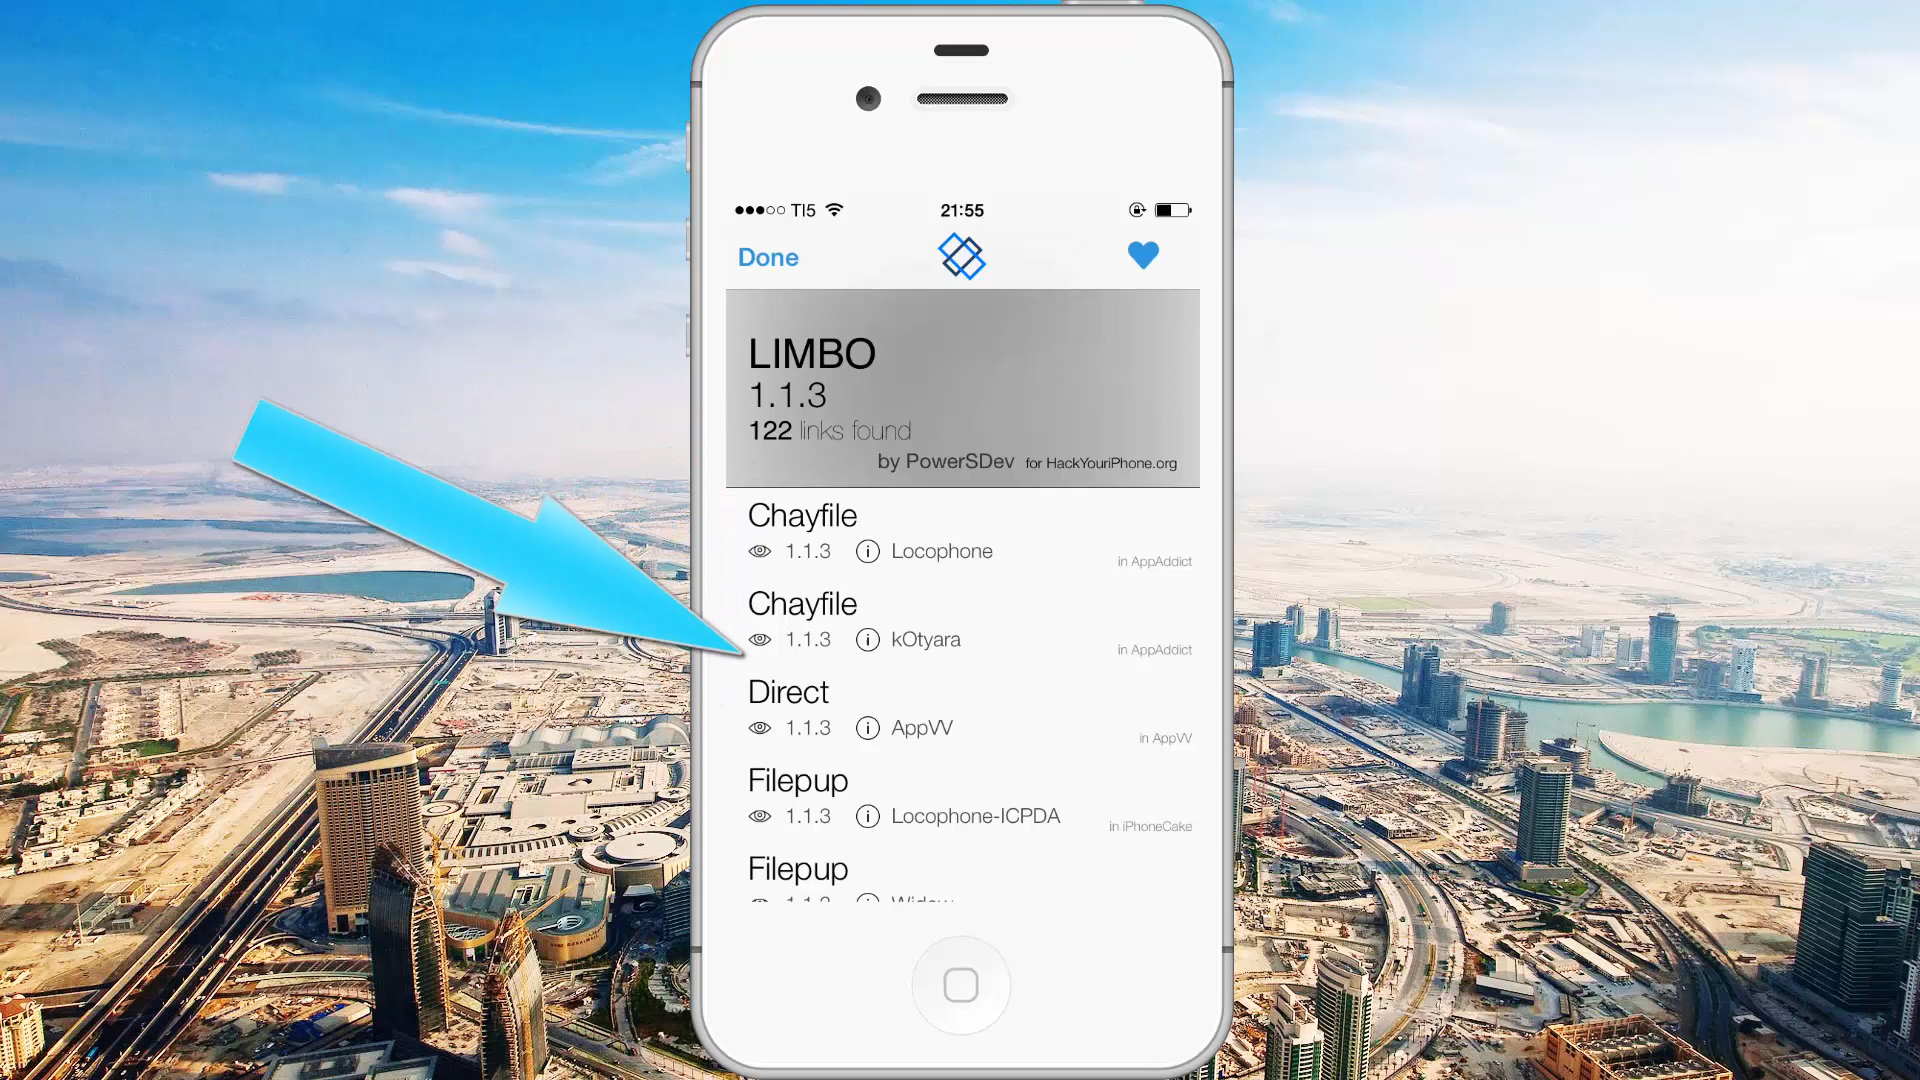 TI5
21:55
Done
LIMBO
1.1.3
122 links found
by PowerSDev for HackYouriPhone.org
Chayfile
1.1.3 Locophone
in AppAddict
Chayfile
1.1.3 kOtyara
in AppAddict
Direct
1.1.3 AppVV
in AppVV
Filepup
1.1.3 Locophone-ICPDA
in iPhoneCake
Filepup